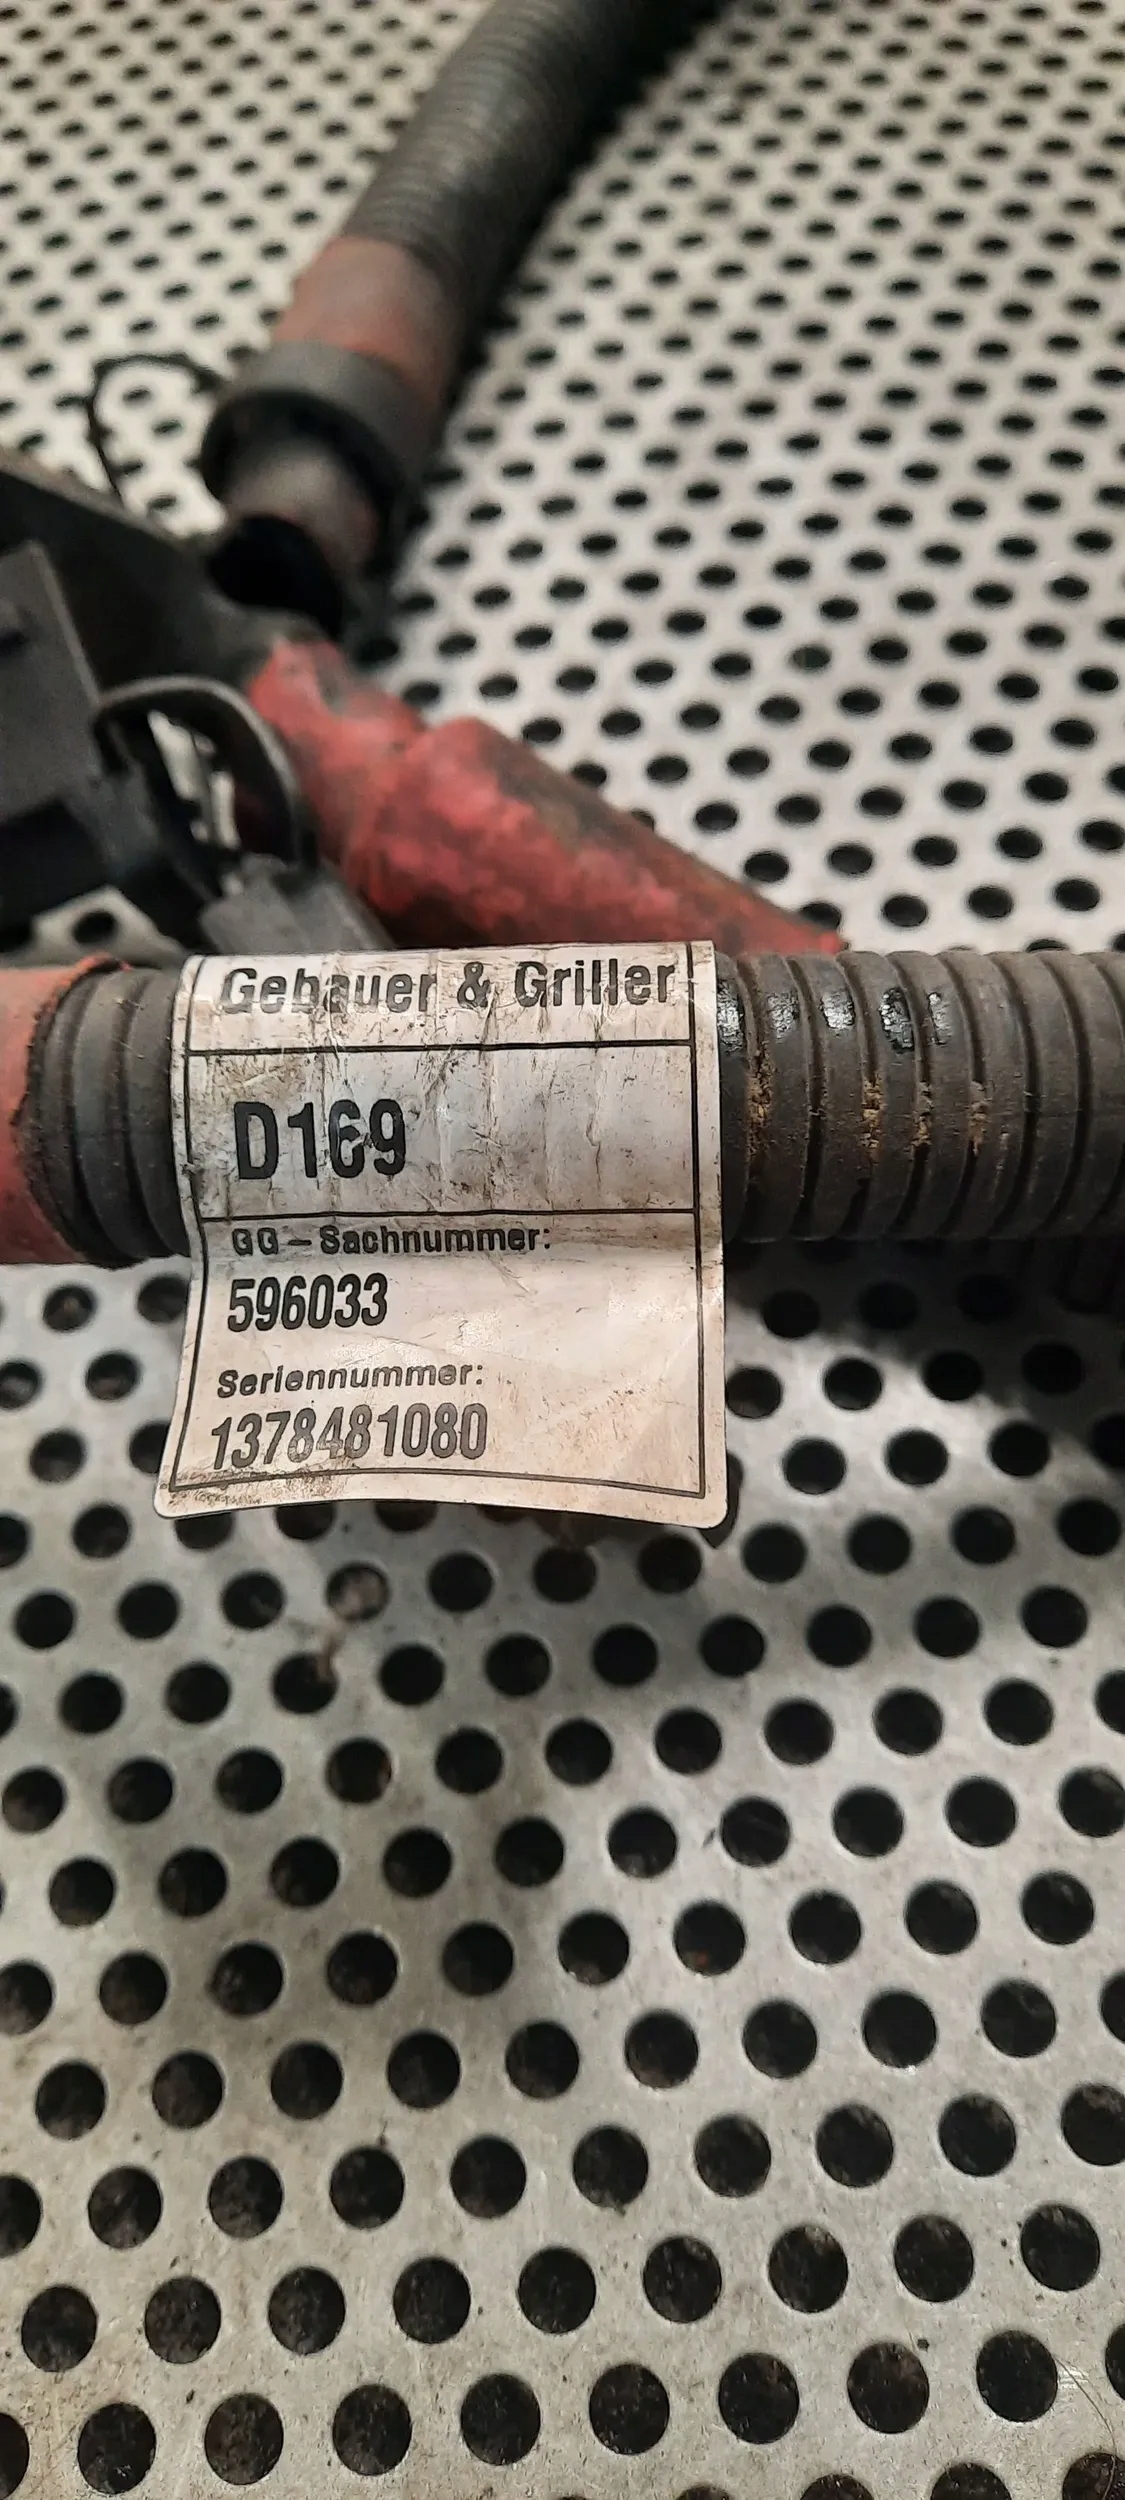 Gebauer & Griller
D169
GG-Sachnummer:
596033
Seriennummer:
1378481080